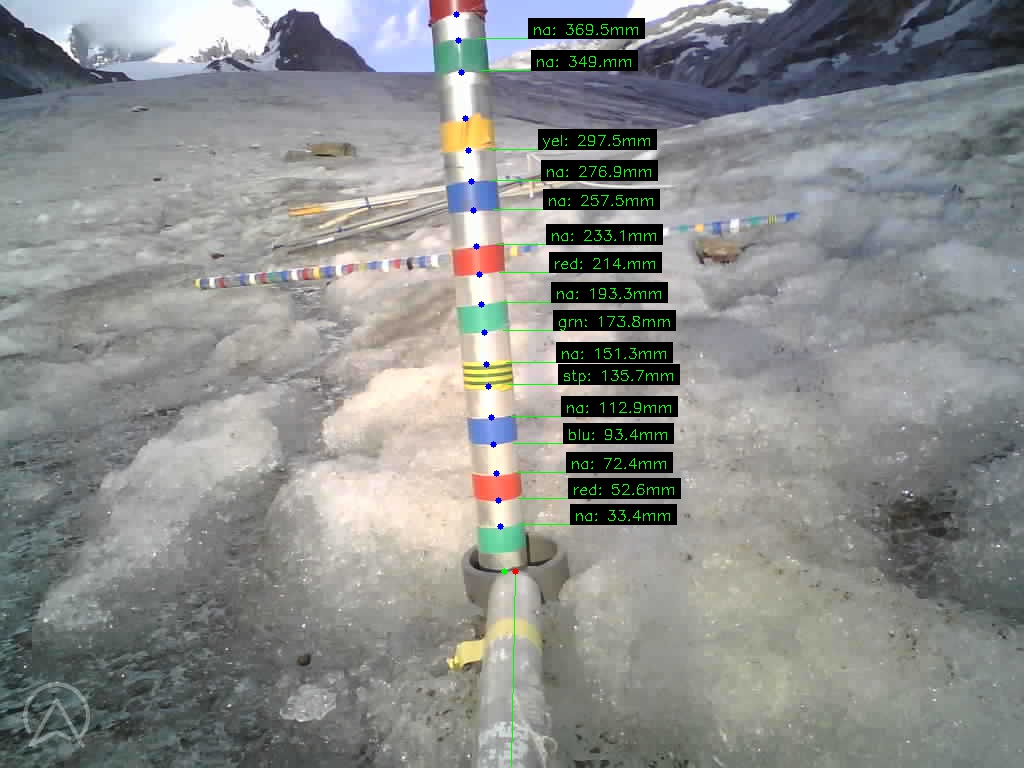 na: 369.5mm
na: 349.mm
yel: 297.5mm
na: 276.9mm
na: 257.5mm
na: 233.1mm
red: 214.mm
na: 193.3mm
grn: 173.8mm
na: 151.3mm
stp: 135.7mm
na: 112.9mm
blu: 93.4mm
na: 72.4mm
red: 52.6mm
na: 33.4mm